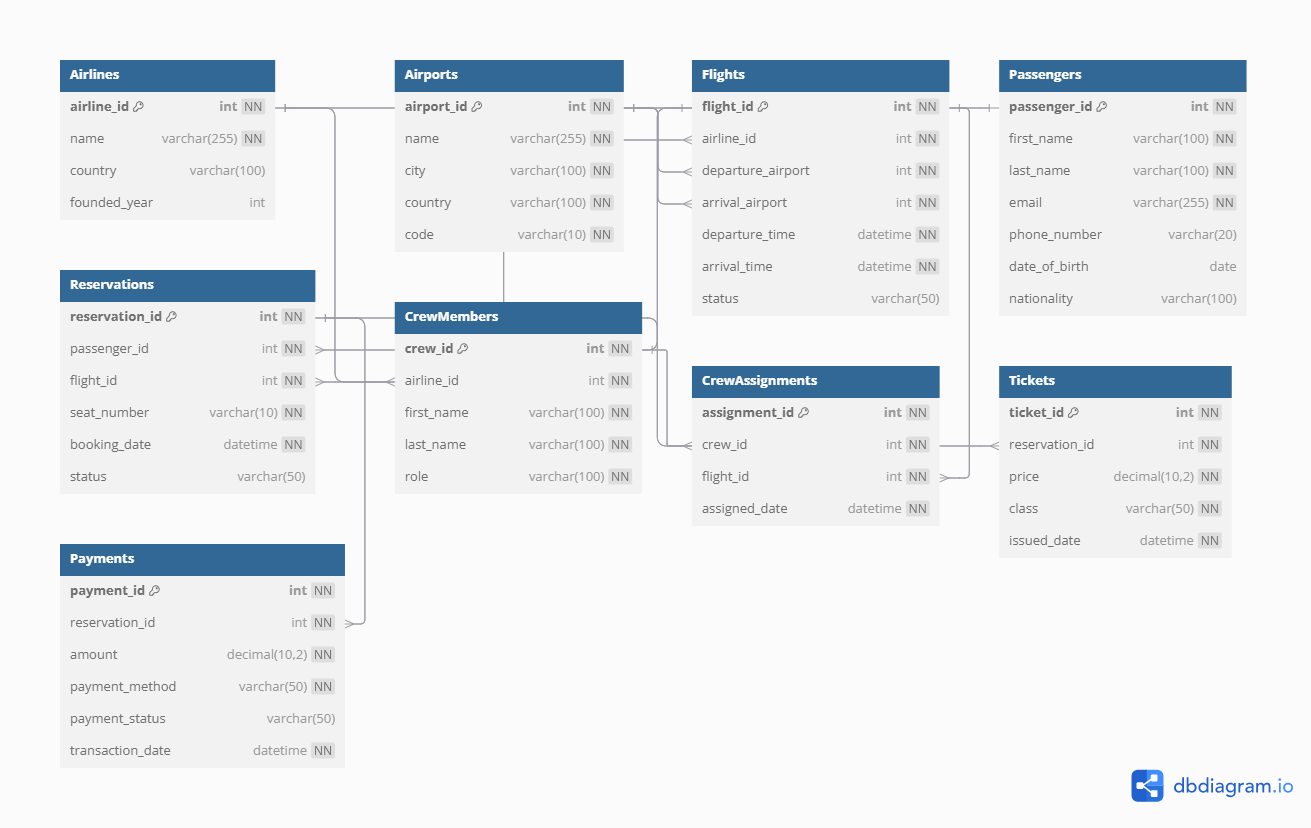 Airlines
airline_id int NN
name varchar(255) NN
country varchar(100)
founded_year int
Airports
airport_id int NN
name varchar(255) NN
city varchar(100) NN
country varchar(100) NN
code varchar(10) NN
Flights
flight_id int NN
airline_id int NN
departure_airport int NN
arrival_airport int NN
departure_time datetime NN
arrival_time datetime NN
status varchar(50)
Passengers
passenger_id int NN
first_name varchar(100) NN
last_name varchar(100) NN
email varchar(255) NN
phone_number varchar(20)
date_of_birth date
nationality varchar(100)
Reservations
reservation_id int NN
passenger_id int NN
flight_id int NN
seat_number varchar(10) NN
booking_date datetime NN
status varchar(50)
CrewMembers
crew_id int NN
airline_id int NN
first_name varchar(100) NN
last_name varchar(100) NN
role varchar(100) NN
CrewAssignments
assignment_id int NN
crew_id int NN
flight_id int NN
assigned_date datetime NN
Tickets
ticket_id int NN
reservation_id int NN
price decimal(10,2) NN
class varchar(50) NN
issued_date datetime NN
Payments
payment_id int NN
reservation_id int NN
amount decimal(10,2) NN
payment_method varchar(50) NN
payment_status varchar(50)
transaction_date datetime NN
dbdiagram.io